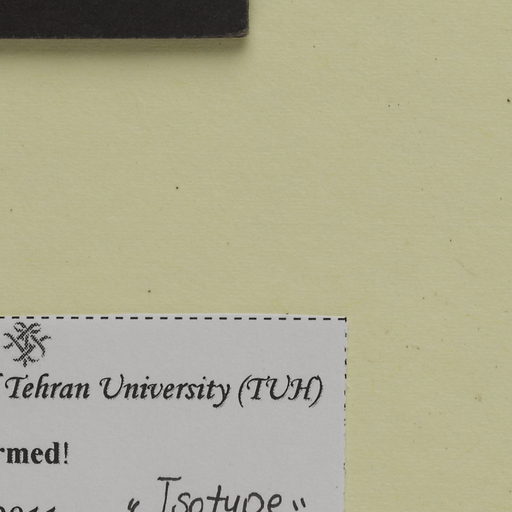 Tehran University (TUH)
rmed!
"Isotype"